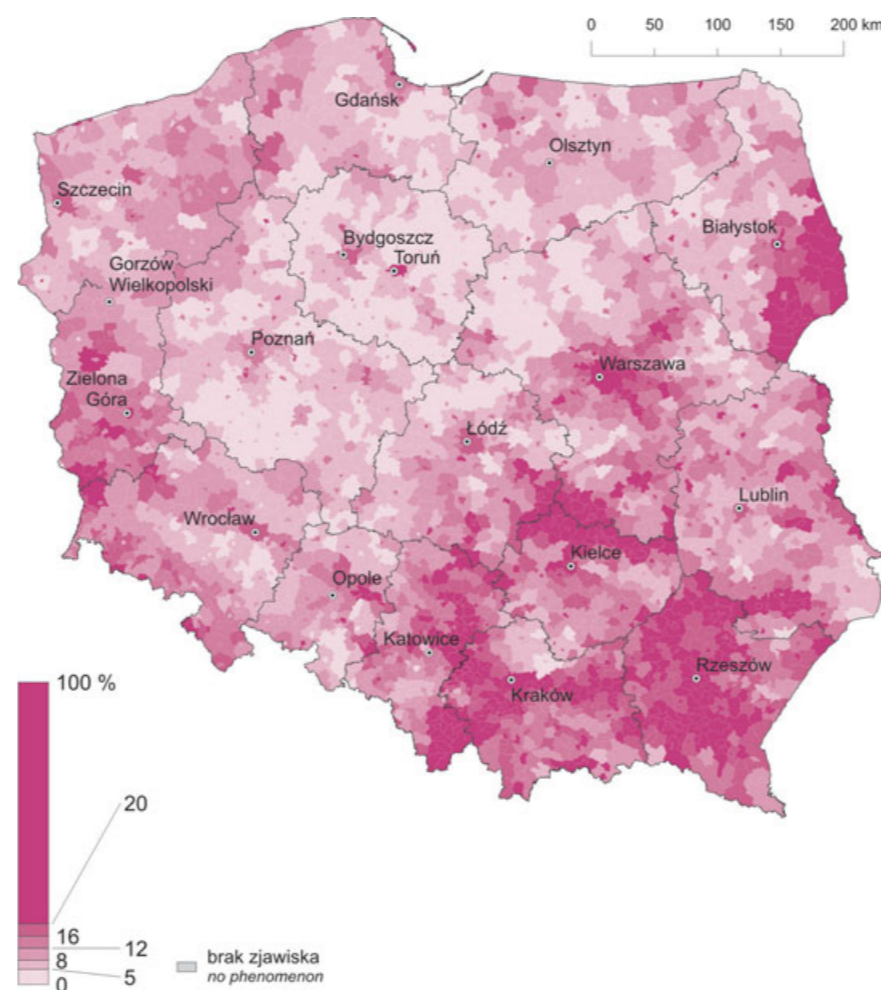 0 50 100 150 200 km
Gdańsk
Olsztyn
Szczecin
Białystok
Bydgoszcz
Toruń
Gorzów
Wielkopolski
Poznań
Warszawa
Zielona
Góra
Łódź
Lublin
Wrocław
Kielce
Opole
Katowice
Rzeszów
Kraków
100 %
20
16
12
8
5
0
brak zjawiska
no phenomenon